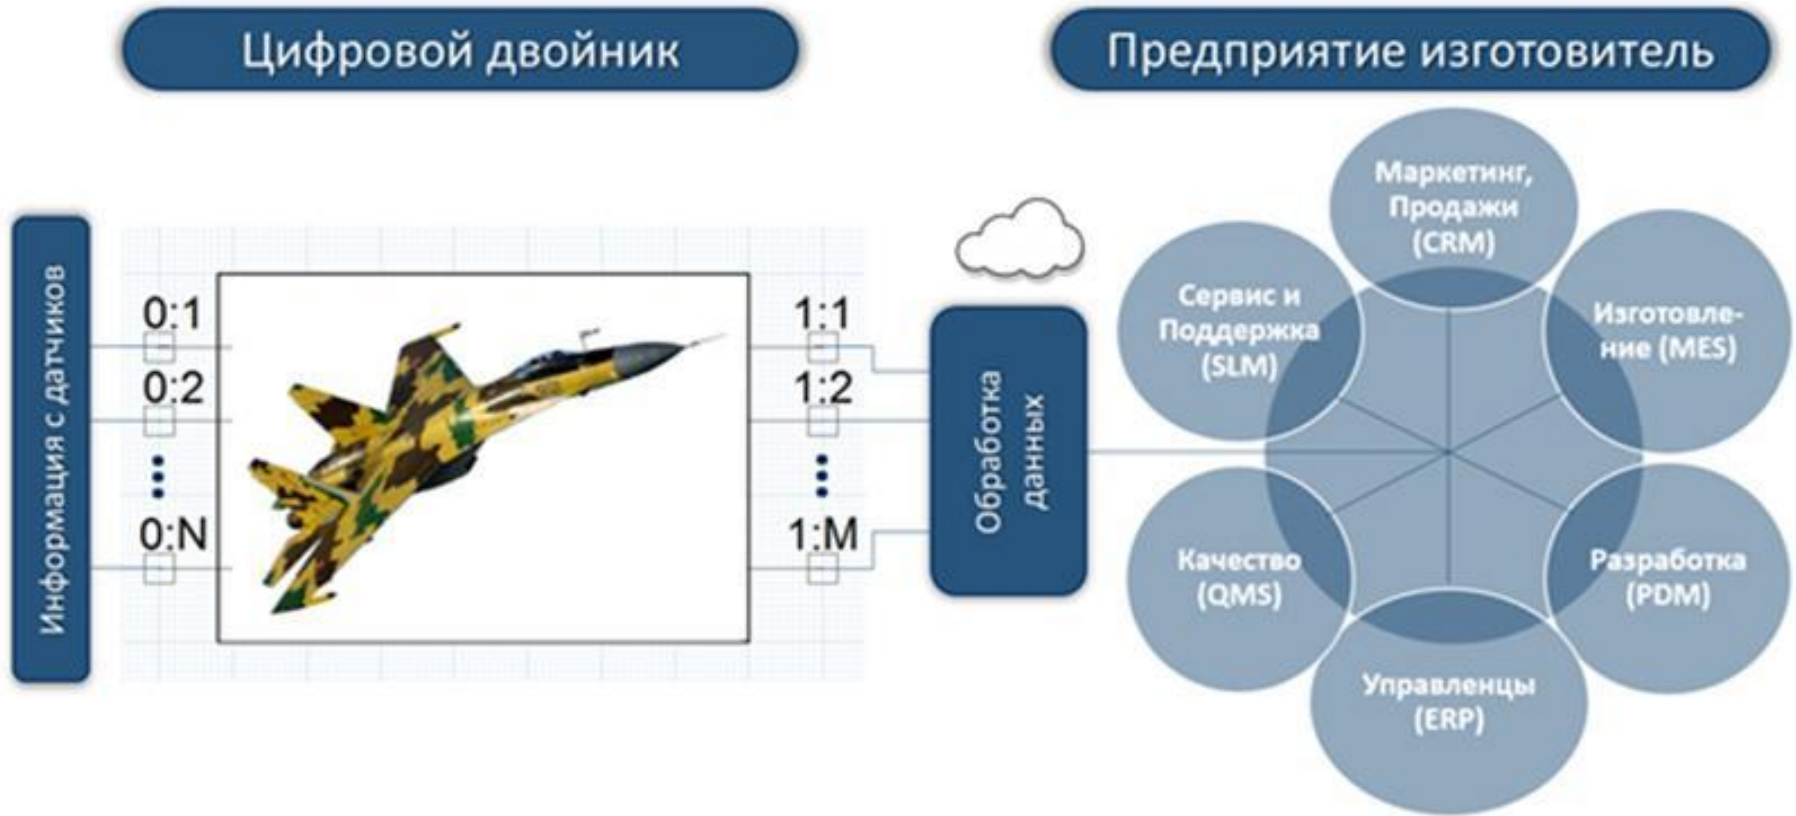 Цифровой двойник
Предприятие изготовитель
Информация с датчиков
0:1
0:2
0:N
1:1
1:2
1:M
Обработка
данных
Маркетинг,
Продажи
(CRM)
Изготовле-
ние (MES)
Разработка
(PDM)
Управленцы
(ERP)
Качество
(QMS)
Сервис и
Поддержка
(SLM)